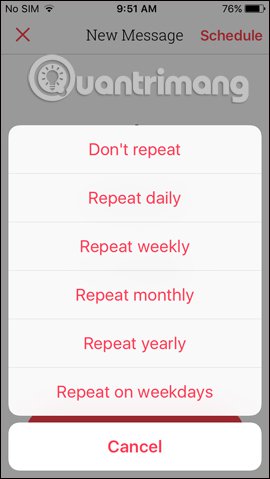 No SIM 9:51 AM 76%
New Message Schedule
Quantrimang
Don't repeat
Repeat daily
Repeat weekly
Repeat monthly
Repeat yearly
Repeat on weekdays
Cancel